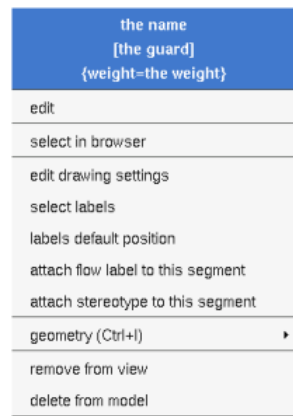 the name
[the guard]
{weight=the weight}
edit
select in browser
edit drawing settings
select labels
labels default position
attach flow label to this segment
attach stereotype to this segment
geometry (Ctrl+I)
remove from view
delete from model